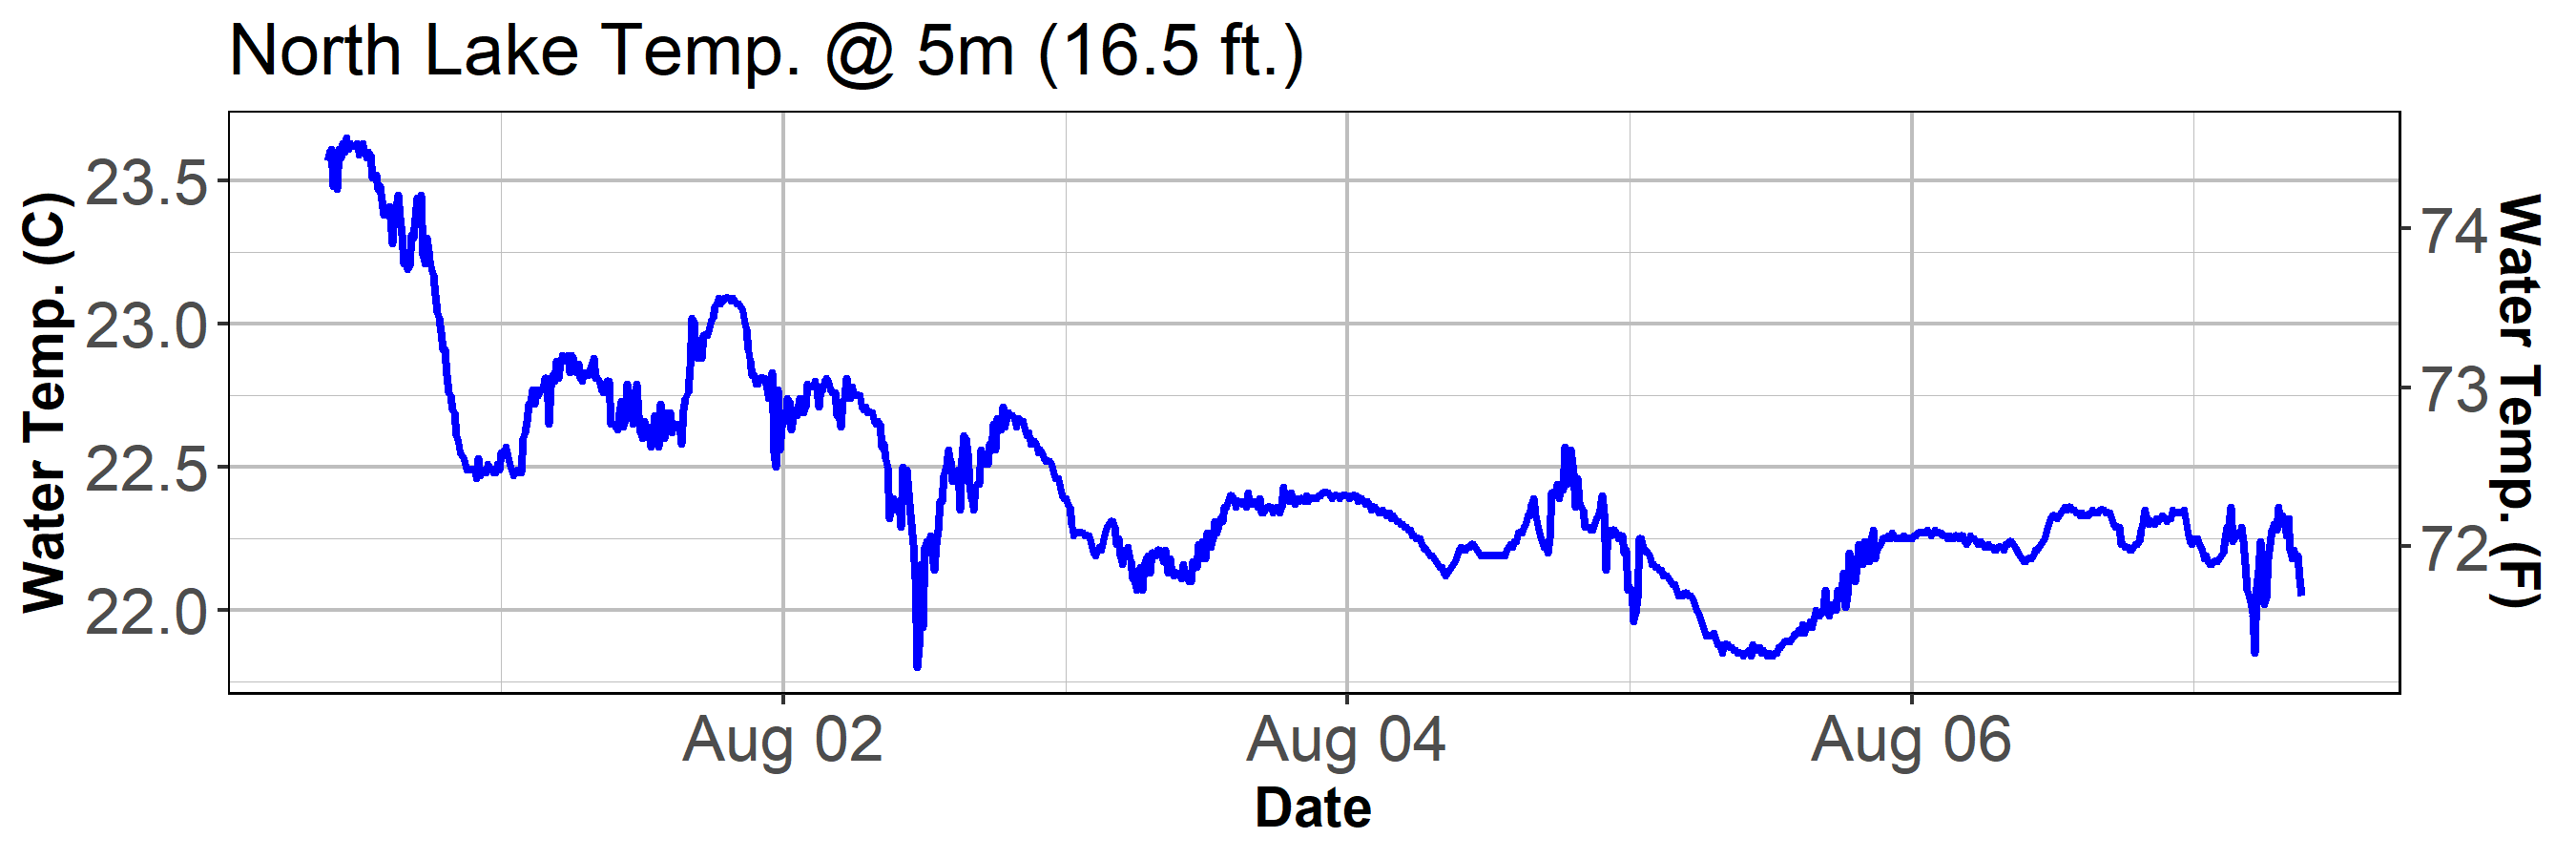 North Lake Temp. @ 5m (16.5 ft.)
Water Temp. (C)
23.5
23.0
22.5
22.0
74
73
72
Water Temp. (F)
Aug 02 Aug 04 Aug 06
Date